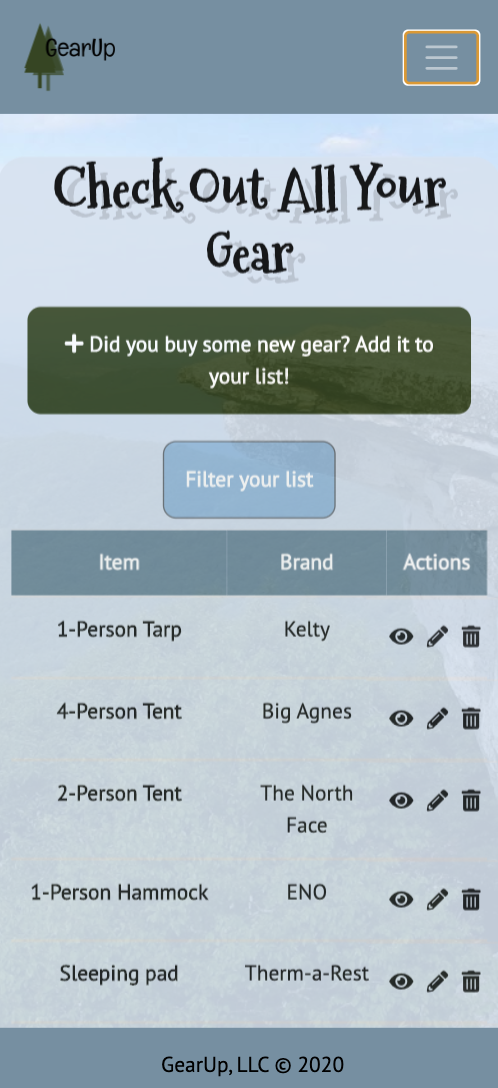 GearUp
Check Out All Your
Gear
Did you buy some new gear? Add it to
your list!
Filter your list
Item Brand Actions
1-Person Tarp Kelty
4-Person Tent Big Agnes
2-Person Tent The North
Face
1-Person Hammock ENO
Sleeping pad Therm-a-Rest
GearUp, LLC © 2020